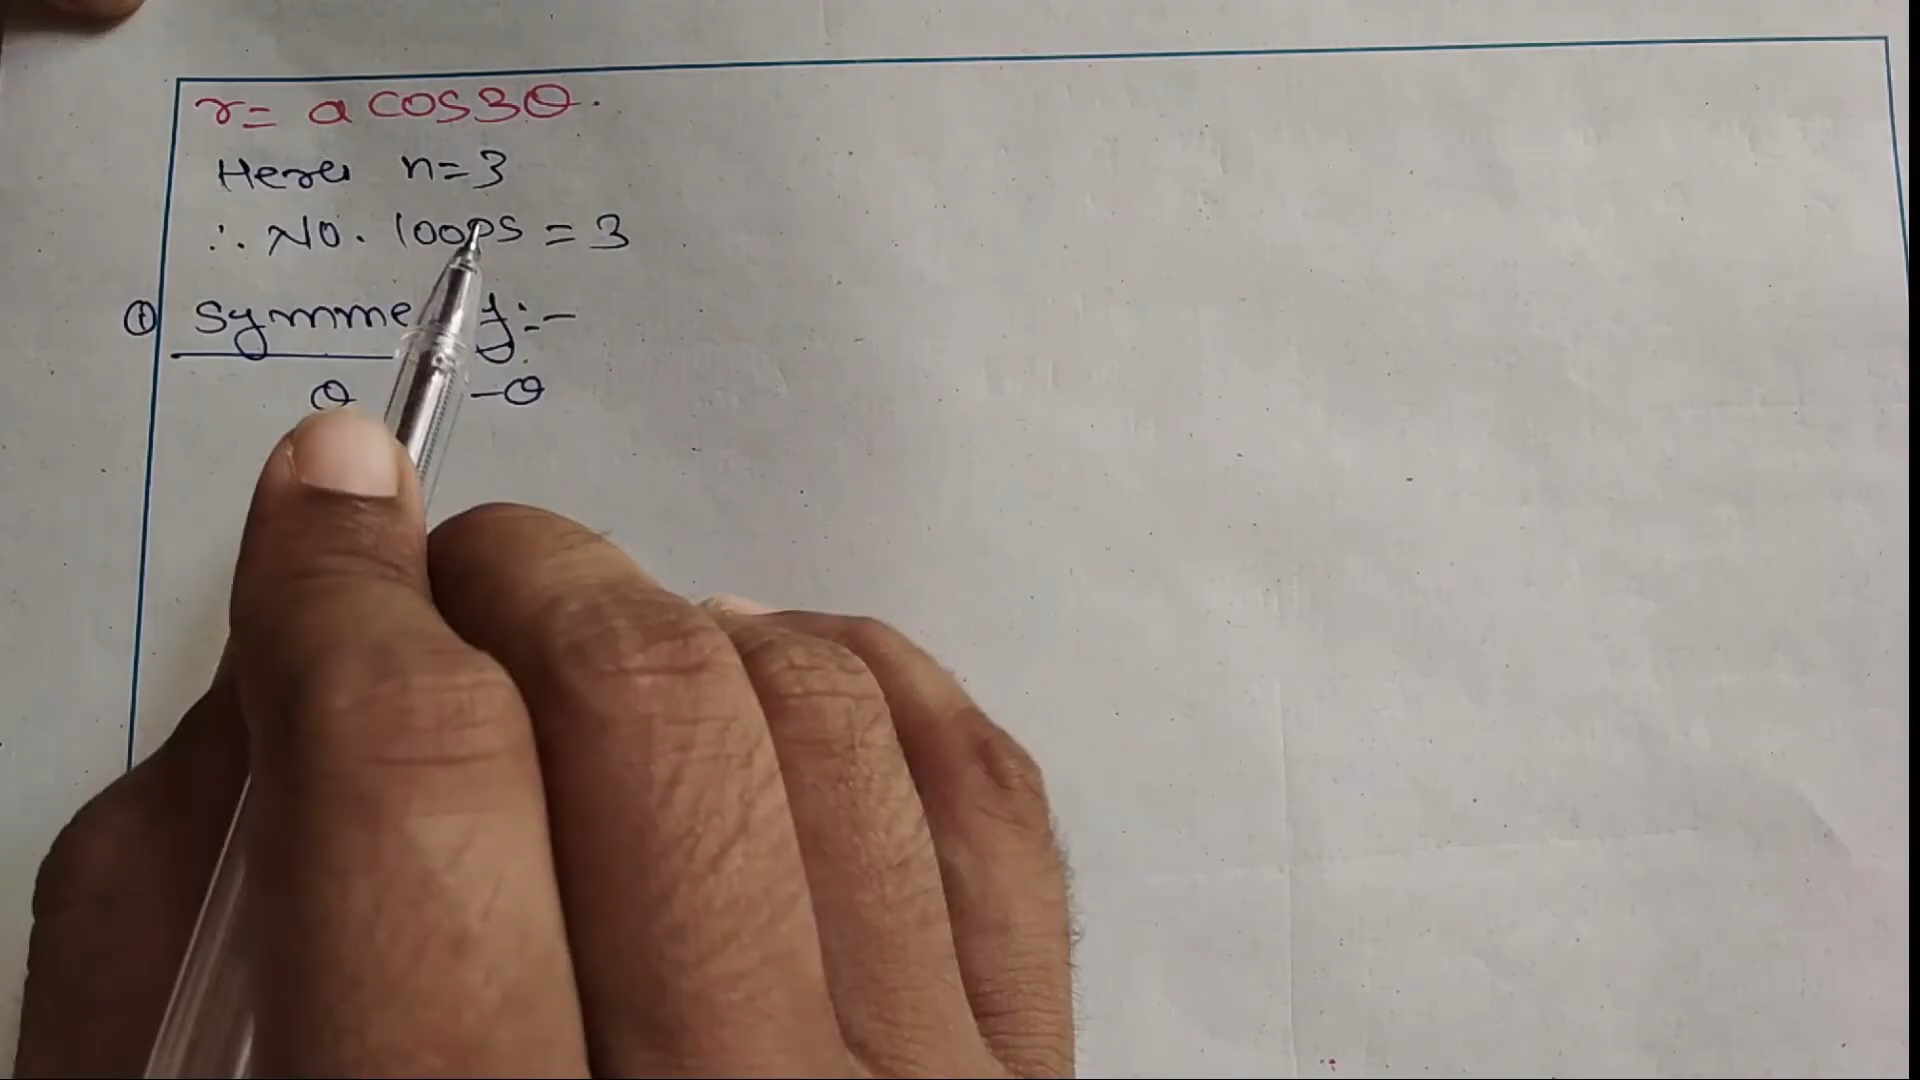 r = a cos3θ.
Here n=3
∴ No. loops = 3
① Symme y:-
θ -θ